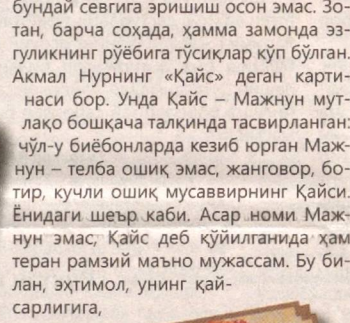 бундай севгига эришиш осон эмас. Зо-
тан, барча соҳада, ҳамма замонда эз-
гуликнинг рўёбига тўсиқлар кўп бўлган.
Акмал Нурнинг «Қайс» деган карти-
наси бор. Унда Қайс – Мажнун мут-
лақо бошқача талқинда тасвирланган:
чўл-у биёбонларда кезиб юрган Маж-
нун – телба ошиқ эмас, жанговор, бо-
тир, кучли ошиқ мусаввирнинг Қайси.
Ёнидаги шеър каби. Асар номи Маж-
нун эмас, Қайс деб қўйилганида ҳам
теран рамзий маъно мужассам. Бу би-
лан, эҳтимол, унинг қай-
сарлигига,